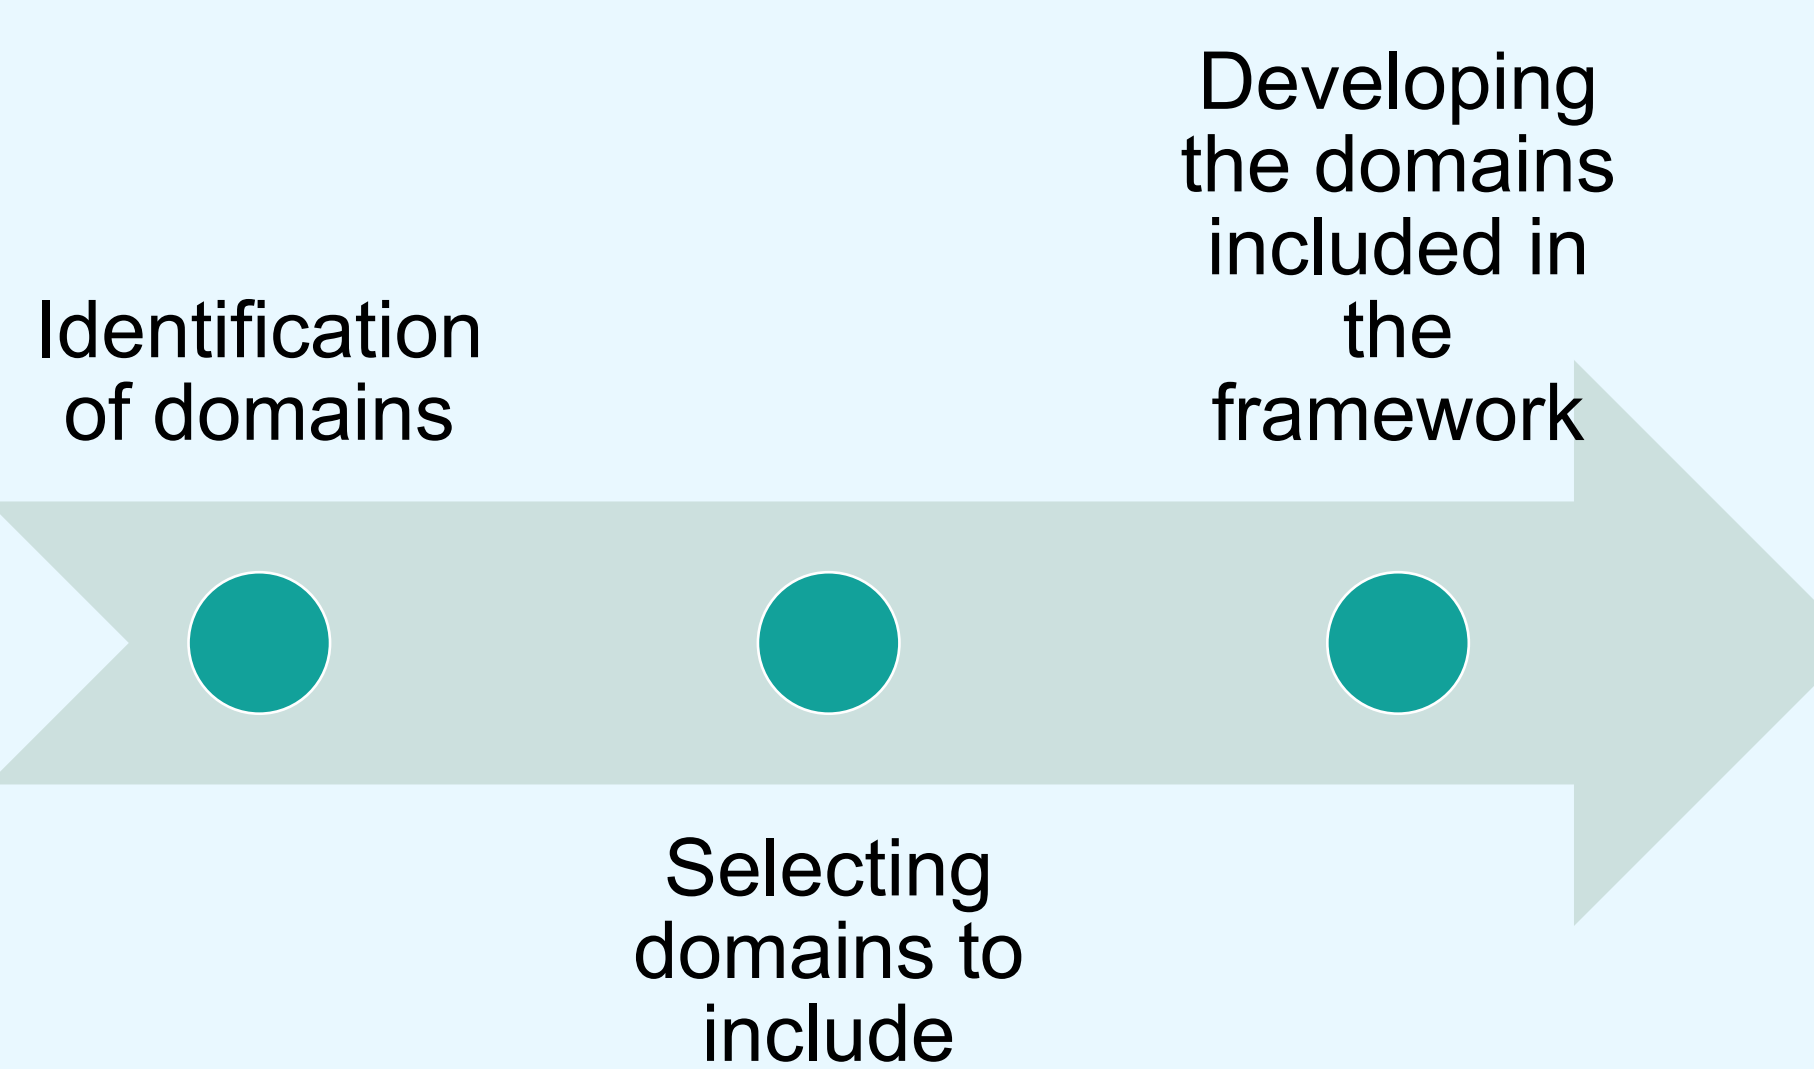 Identification
of domains
Selecting
domains to
include
Developing
the domains
included in
the
framework